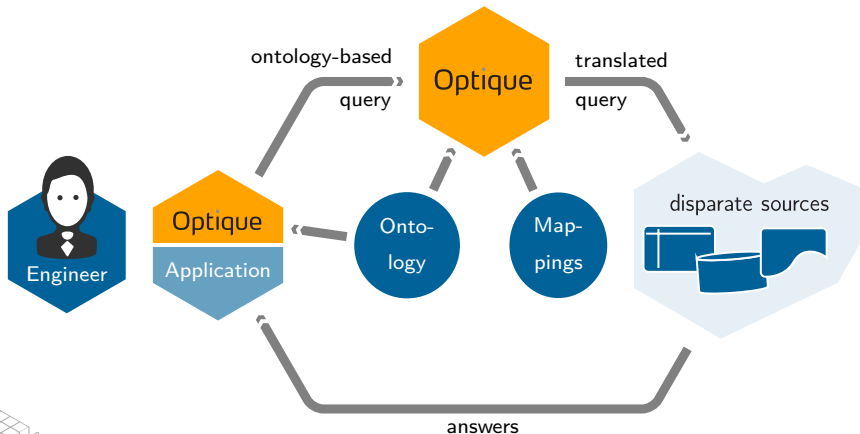 ontology-based
query
Optique
translated
query
Engineer
Optique
Application
Onto-
logy
Map-
pings
disparate sources
answers